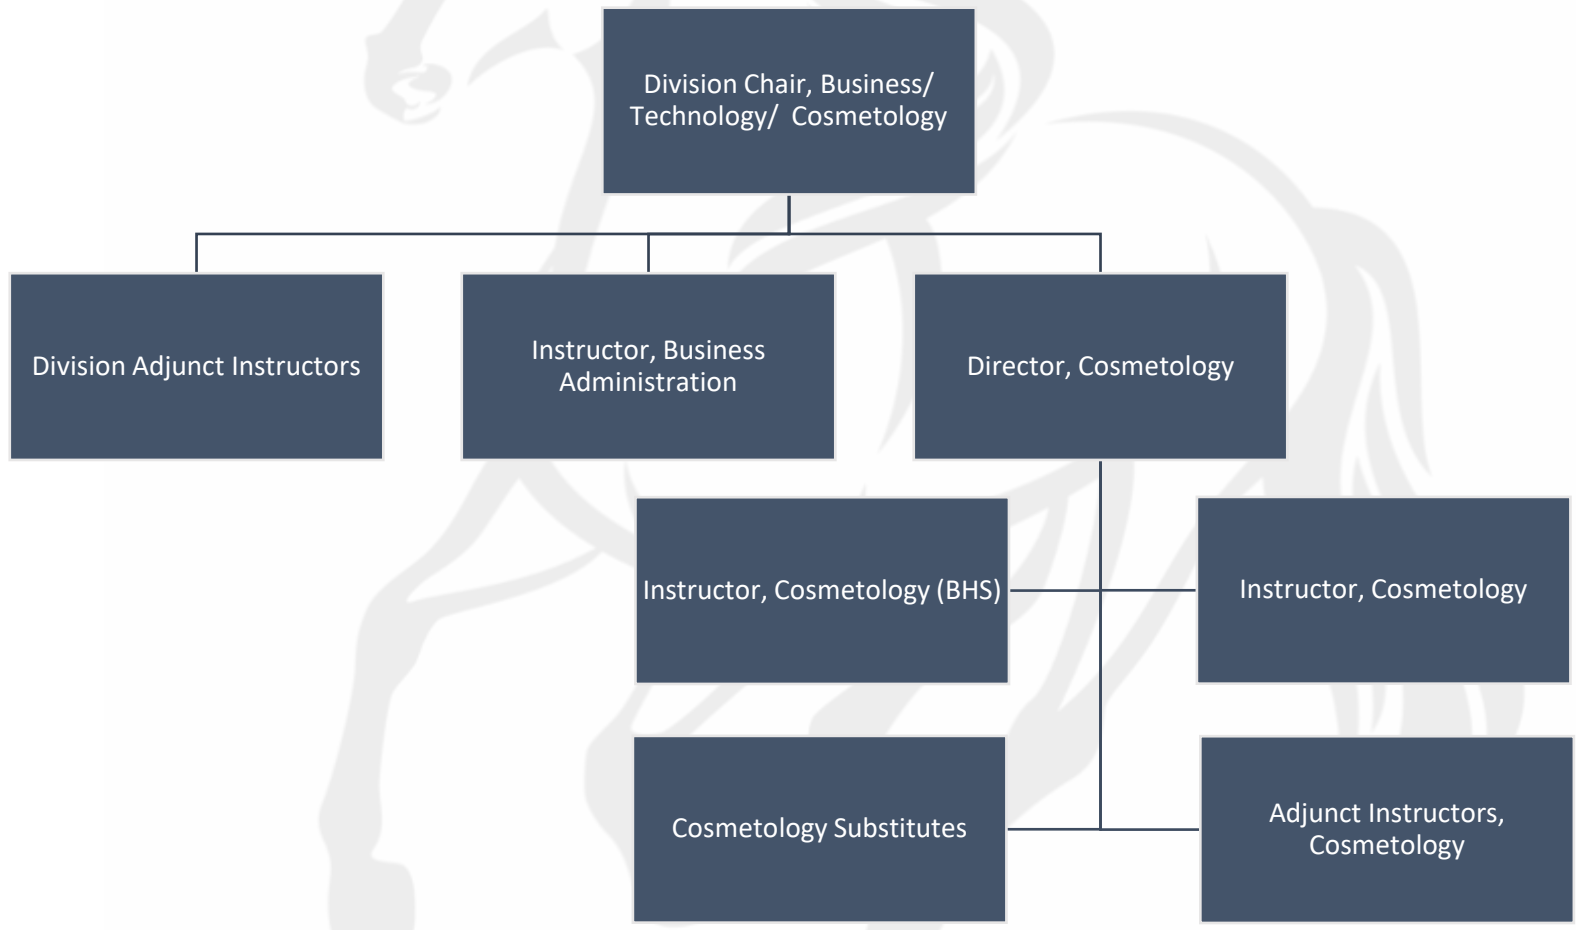 Division Chair, Business/
Technology/  Cosmetology
Division Adjunct Instructors
Instructor, Business
Administration
Director, Cosmetology
Instructor, Cosmetology (BHS)
Instructor, Cosmetology
Cosmetology Substitutes
Adjunct Instructors,
Cosmetology